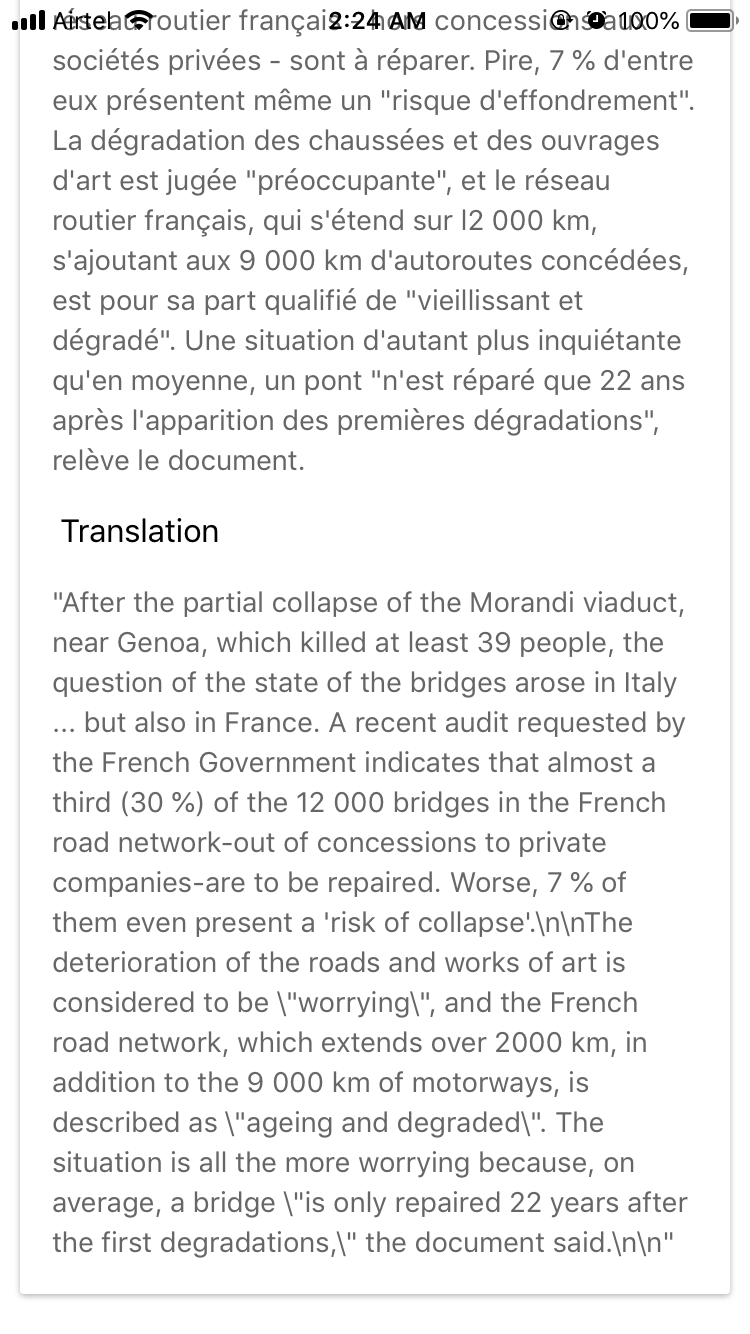 Airtel 2:24 AM 100%
réseau routier français - hors concessions aux
sociétés privées - sont à réparer. Pire, 7 % d'entre
eux présentent même un "risque d'effondrement".
La dégradation des chaussées et des ouvrages
d'art est jugée "préoccupante", et le réseau
routier français, qui s'étend sur l2 000 km,
s'ajoutant aux 9 000 km d'autoroutes concédées,
est pour sa part qualifié de "vieillissant et
dégradé". Une situation d'autant plus inquiétante
qu'en moyenne, un pont "n'est réparé que 22 ans
après l'apparition des premières dégradations",
relève le document.
Translation
"After the partial collapse of the Morandi viaduct,
near Genoa, which killed at least 39 people, the
question of the state of the bridges arose in Italy
... but also in France. A recent audit requested by
the French Government indicates that almost a
third (30 %) of the 12 000 bridges in the French
road network-out of concessions to private
companies-are to be repaired. Worse, 7 % of
them even present a 'risk of collapse'.\n\nThe
deterioration of the roads and works of art is
considered to be \"worrying\", and the French
road network, which extends over 2000 km, in
addition to the 9 000 km of motorways, is
described as \"ageing and degraded\". The
situation is all the more worrying because, on
average, a bridge \"is only repaired 22 years after
the first degradations,\" the document said.\n\n"